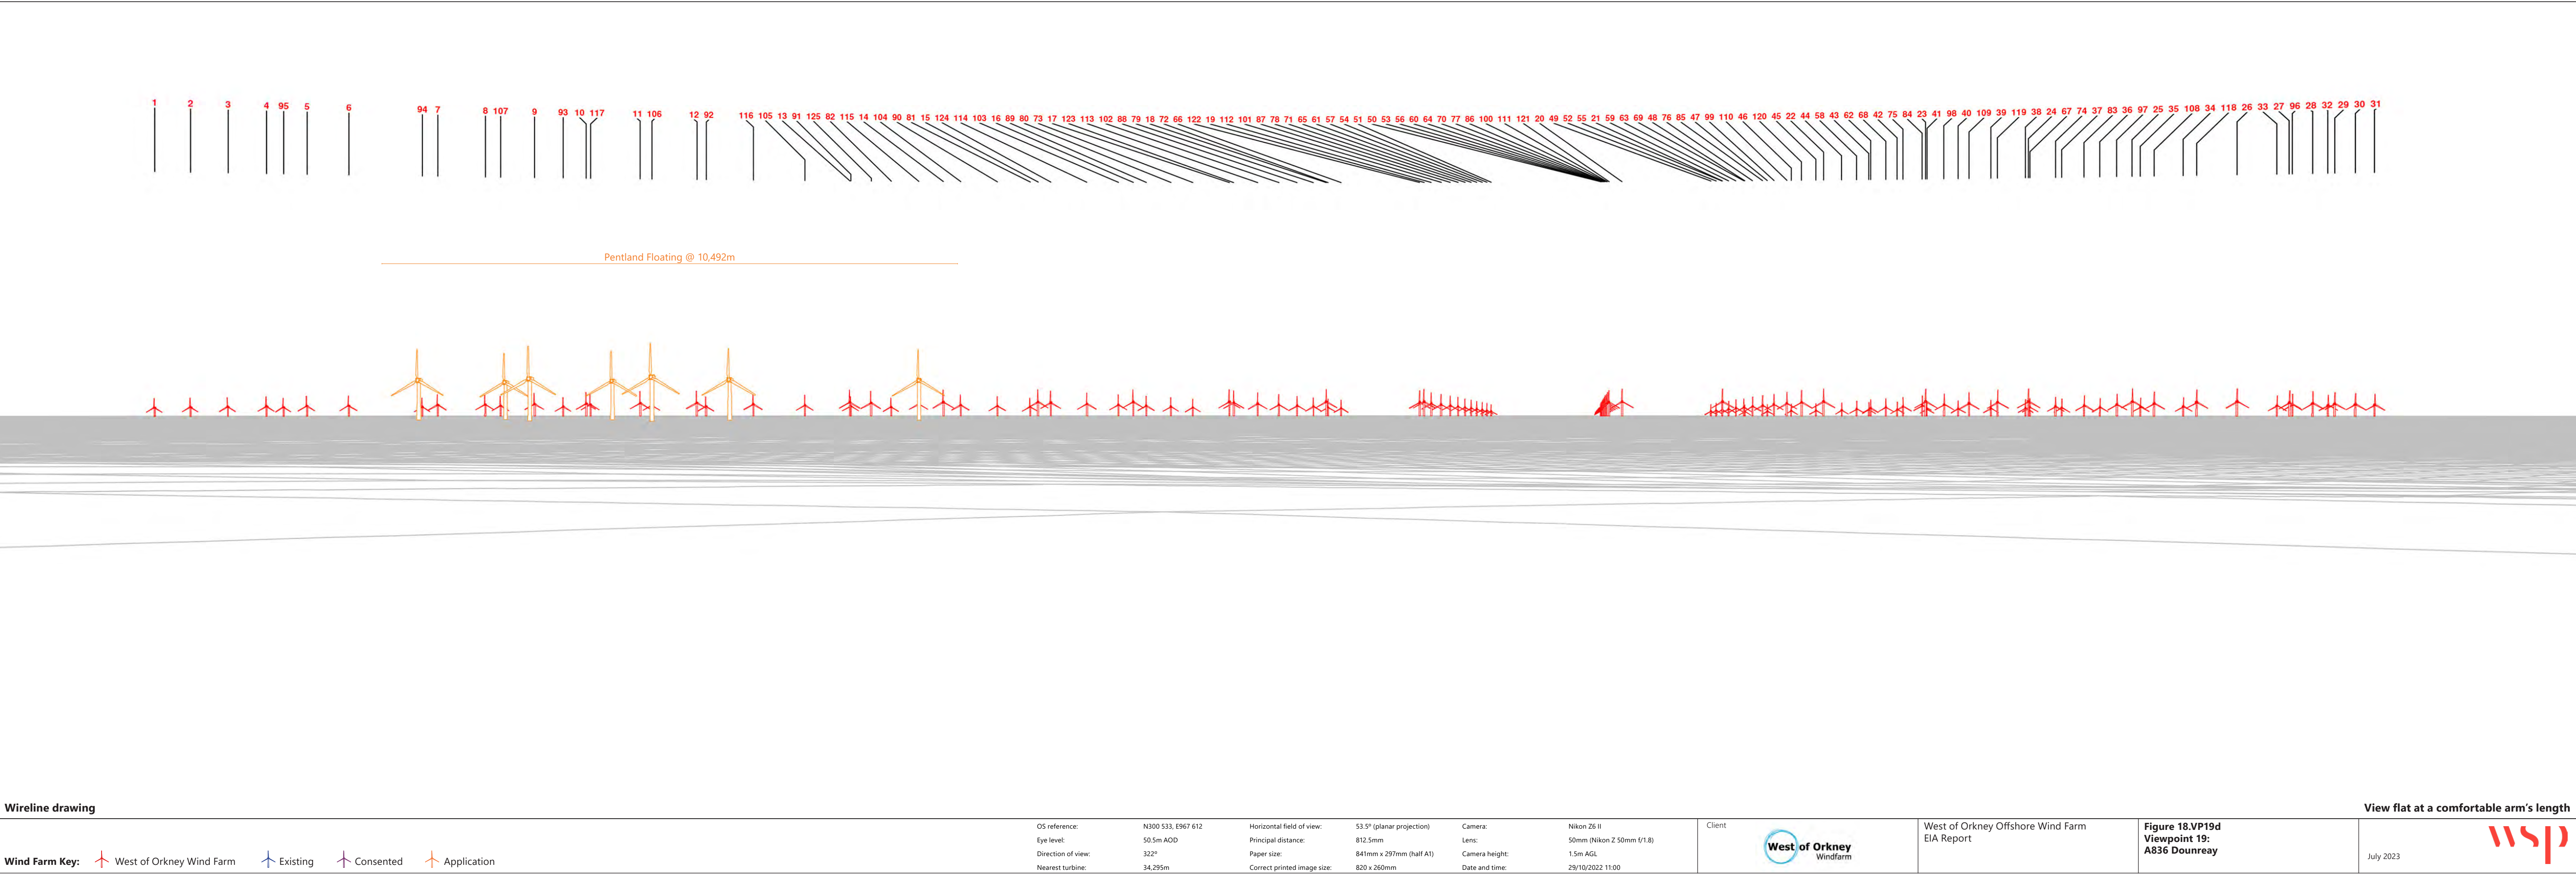 1 2 3 4 95 5 6 94 7 8 107 9 93 10 117 11 106 12 92 116 105 13 91 125 82 115 14 104 90 81 15 124 114 103 16 89 80 73 17 123 113 102 88 79 18 72 66 122 19 112 101 87 78 71 65 61 57 54 51 50 53 56 60 64 70 77 86 100 111 121 20 49 52 55 21 59 63 69 48 76 85 47 99 110 46 120 45 22 44 58 43 62 68 42 75 84 23 41 98 40 109 39 119 38 24 67 74 37 83 36 97 25 35 108 34 118 26 33 27 96 28 32 29 30 31
Pentland Floating @ 10,492m
Wireline drawing
View flat at a comfortable arm's length
Wind Farm Key: West of Orkney Wind Farm Existing Consented Application
OS reference: N300 533, E967 612
Eye level: 50.5m AOD
Direction of view: 322º
Nearest turbine: 34,295m
Horizontal field of view: 53.5º (planar projection)
Principal distance: 812.5mm
Paper size: 841mm x 297mm (half A1)
Correct printed image size: 820 x 260mm
Camera: Nikon Z6 II
Lens: 50mm (Nikon Z 50mm f/1.8)
Camera height: 1.5m AGL
Date and time: 29/10/2022 11:00
Client
West of Orkney
Windfarm
West of Orkney Offshore Wind Farm
EIA Report
Figure 18.VP19d
Viewpoint 19:
A836 Dounreay
July 2023
wsp